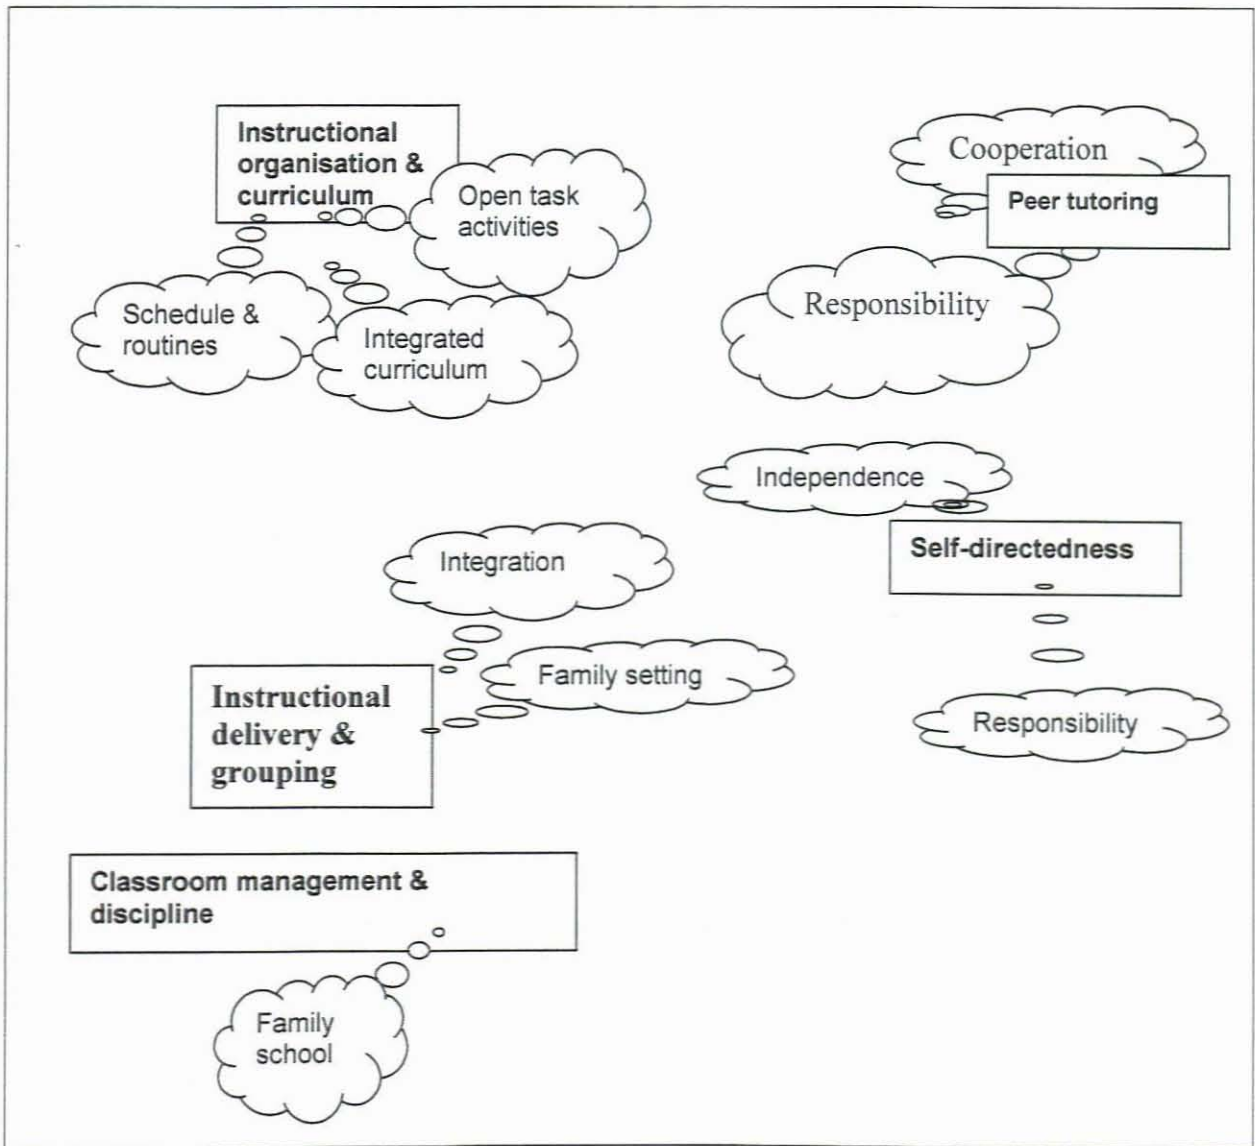 Instructional
organisation &
curriculum
Open task
activities
Schedule &
routines
Integrated
curriculum
Cooperation
Peer tutoring
Responsibility
Independence
Self-directedness
Responsibility
Integration
Family setting
Instructional
delivery &
grouping
Classroom management &
discipline
Family
school